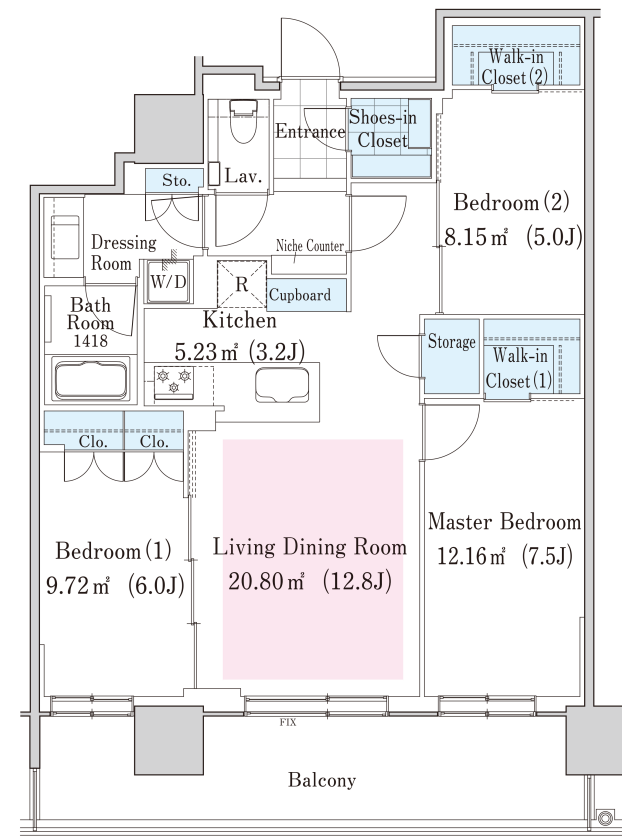 Walk-in
Closet(2)
Entrance
Shoes-in
Closet
Sto.
Lav.
Bedroom(2)
8.15㎡ (5.0J)
Dressing
Room
Niche Counter
W/D
R
Cupboard
Bath
Room
1418
Kitchen
5.23㎡ (3.2J)
Storage
Walk-in
Closet(1)
Clo.
Clo.
Master Bedroom
12.16㎡ (7.5J)
Bedroom(1)
9.72㎡ (6.0J)
Living Dining Room
20.80㎡ (12.8J)
FIX
Balcony